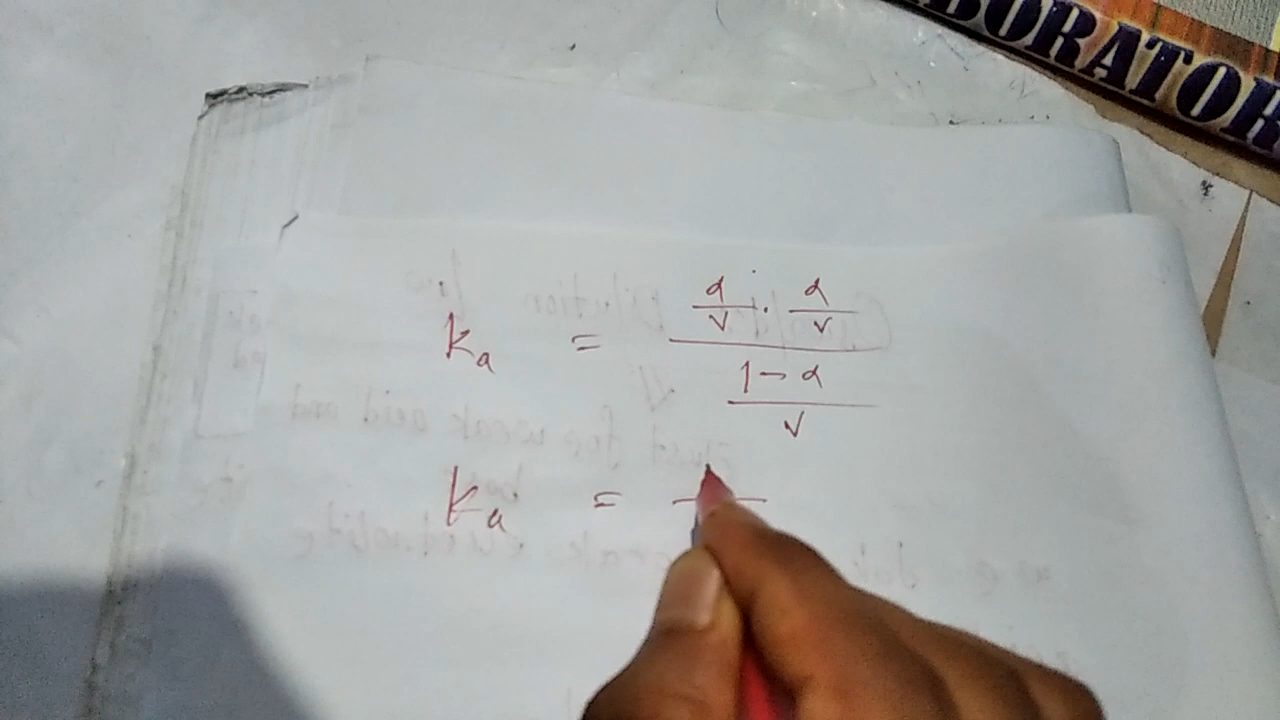 BORATOR
Ka = α/V · α/V / 1-α/V
Ka =